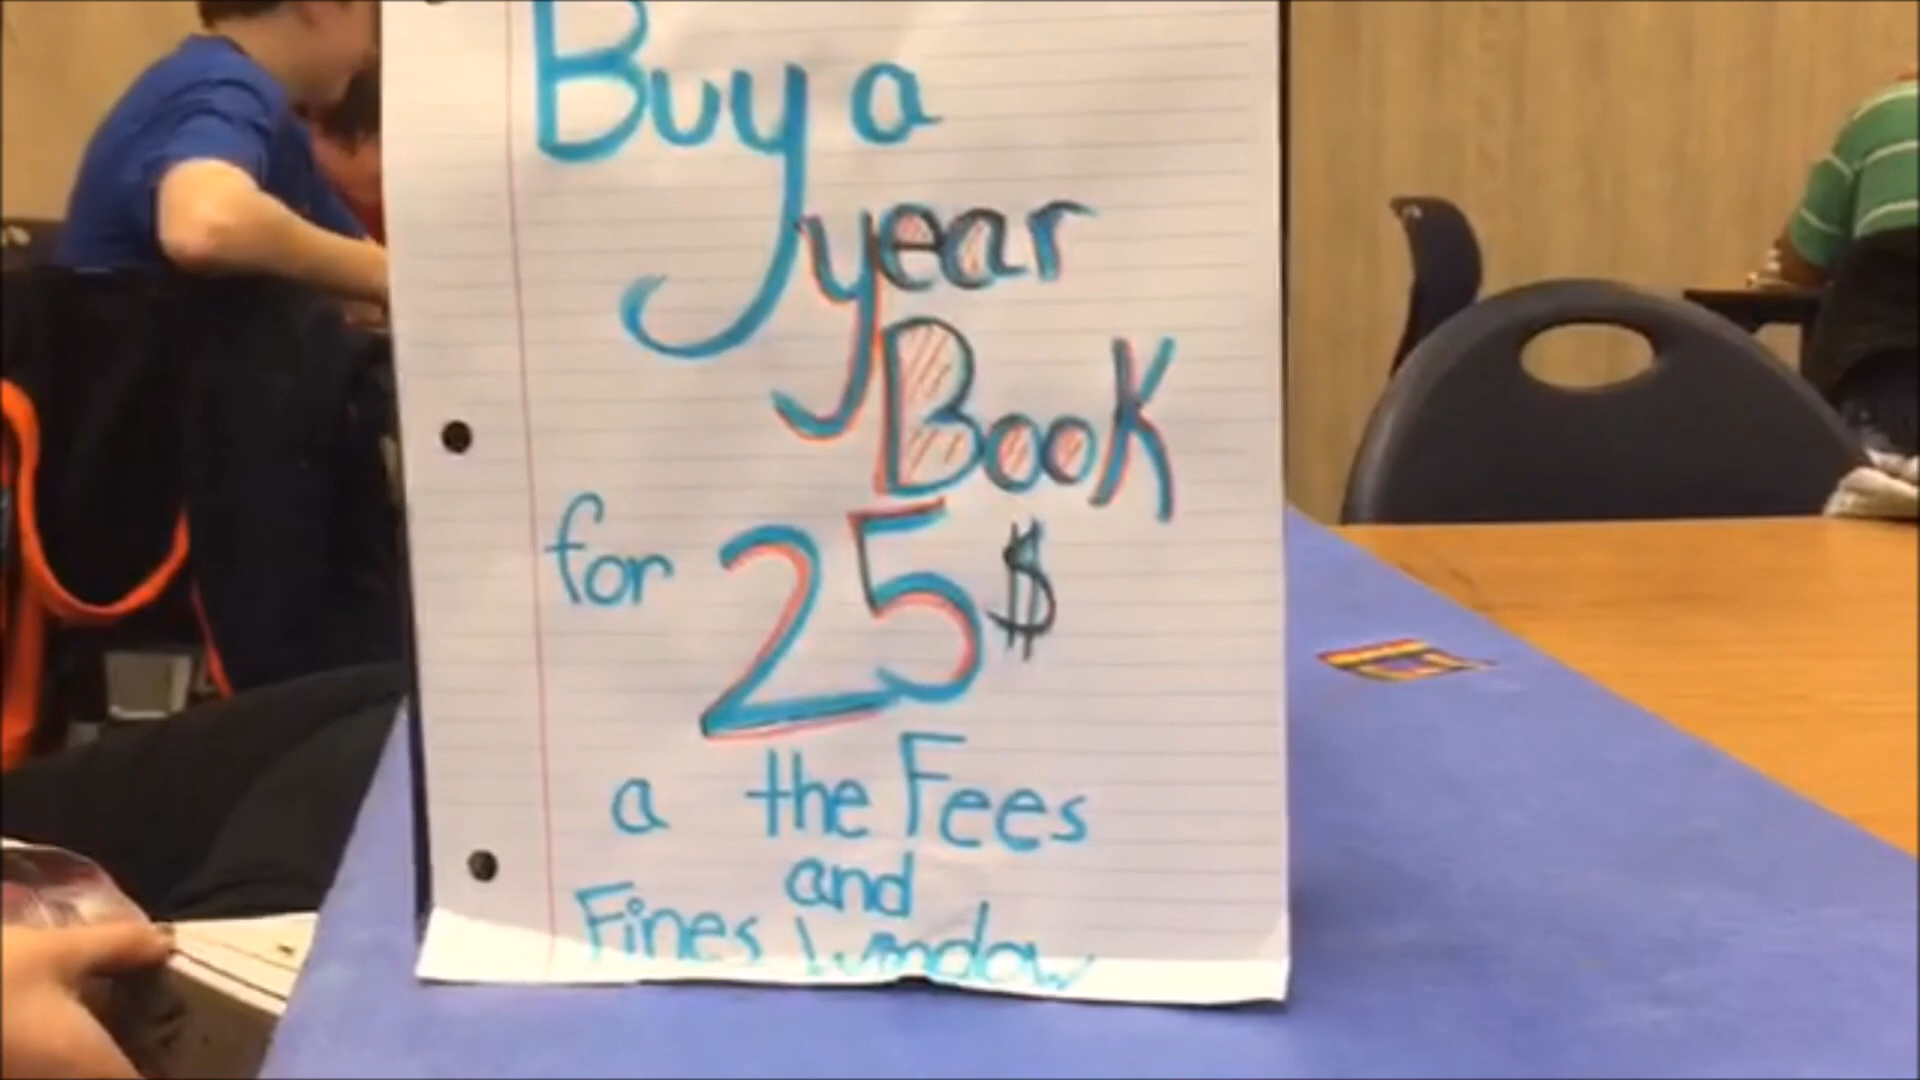 Buy a
year
Book
for 25$
a the Fees
and
Fines Window